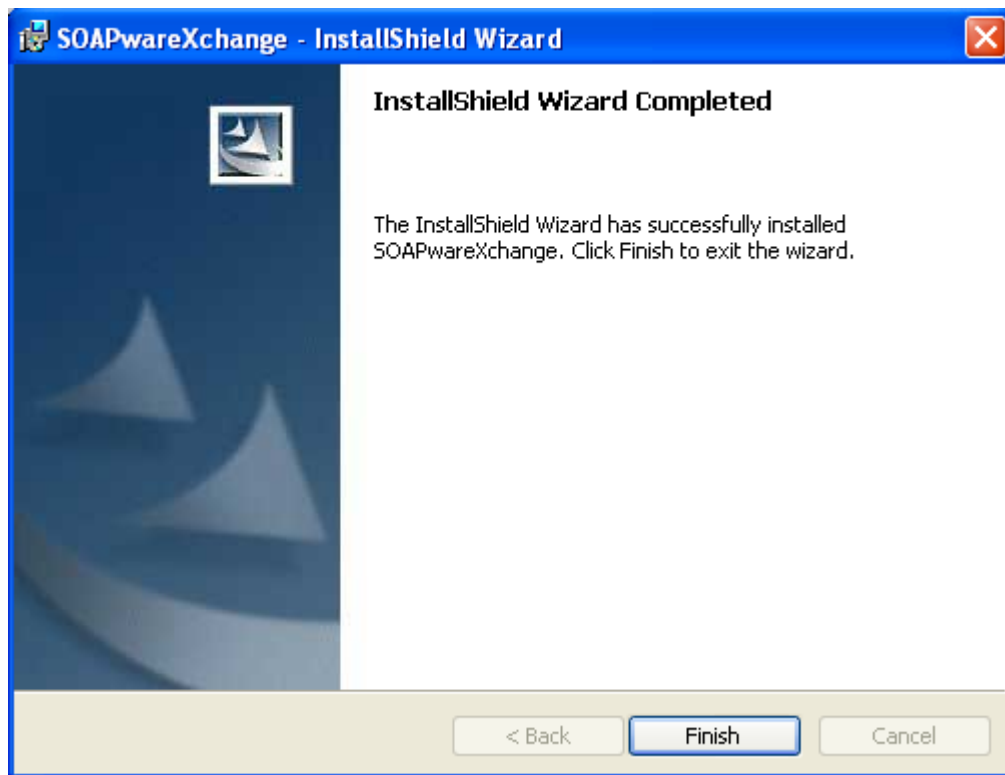 SOAPwareXchange - InstallShield Wizard
InstallShield Wizard Completed
The InstallShield Wizard has successfully installed
SOAPwareXchange. Click Finish to exit the wizard.
< Back
Finish
Cancel